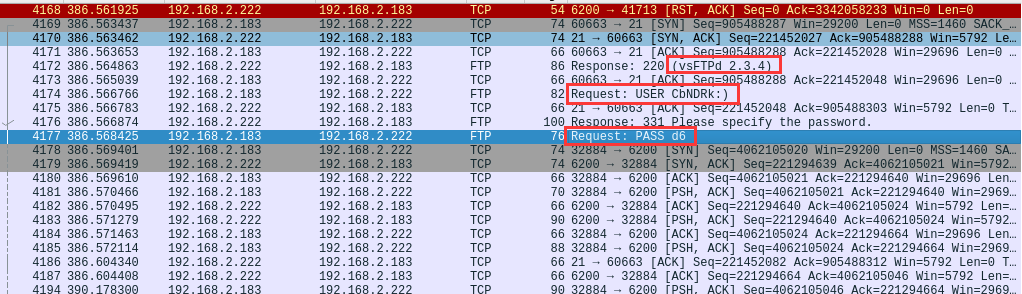 4168 386.561925 192.168.2.222 192.168.2.183 TCP 54 6200 → 41713 [RST, ACK] Seq=0 Ack=3342058233 Win=0 Len=0
4169 386.563437 192.168.2.183 192.168.2.222 TCP 74 60663 → 21 [SYN] Seq=905488287 Win=29200 Len=0 MSS=1460 SACK_…
4170 386.563462 192.168.2.222 192.168.2.183 TCP 74 21 → 60663 [SYN, ACK] Seq=221452027 Ack=905488288 Win=5792 Le…
4171 386.563653 192.168.2.183 192.168.2.222 TCP 66 60663 → 21 [ACK] Seq=905488288 Ack=221452028 Win=29696 Len=0 …
4172 386.564863 192.168.2.222 192.168.2.183 FTP 86 Response: 220 (vsFTPd 2.3.4)
4173 386.565039 192.168.2.183 192.168.2.222 TCP 66 60663 → 21 [ACK] Seq=905488288 Ack=221452048 Win=29696 Len=0 …
4174 386.566766 192.168.2.183 192.168.2.222 FTP 82 Request: USER CbNDRk:)
4175 386.566783 192.168.2.222 192.168.2.183 TCP 66 21 → 60663 [ACK] Seq=221452048 Ack=905488303 Win=5792 Len=0 T…
4176 386.566874 192.168.2.222 192.168.2.183 FTP 100 Response: 331 Please specify the password.
4177 386.568425 192.168.2.183 192.168.2.222 FTP 76 Request: PASS d6
4178 386.569401 192.168.2.183 192.168.2.222 TCP 74 32884 → 6200 [SYN] Seq=4062105020 Win=29200 Len=0 MSS=1460 SA…
4179 386.569419 192.168.2.222 192.168.2.183 TCP 74 6200 → 32884 [SYN, ACK] Seq=221294639 Ack=4062105021 Win=5792…
4180 386.569610 192.168.2.183 192.168.2.222 TCP 66 32884 → 6200 [ACK] Seq=4062105021 Ack=221294640 Win=29696 Len…
4181 386.570466 192.168.2.183 192.168.2.222 TCP 70 32884 → 6200 [PSH, ACK] Seq=4062105021 Ack=221294640 Win=2969…
4182 386.570495 192.168.2.222 192.168.2.183 TCP 66 6200 → 32884 [ACK] Seq=221294640 Ack=4062105024 Win=5792 Len=…
4183 386.571279 192.168.2.222 192.168.2.183 TCP 90 6200 → 32884 [PSH, ACK] Seq=221294640 Ack=4062105024 Win=5792…
4184 386.571463 192.168.2.183 192.168.2.222 TCP 66 32884 → 6200 [ACK] Seq=4062105024 Ack=221294664 Win=29696 Len…
4185 386.572114 192.168.2.183 192.168.2.222 TCP 88 32884 → 6200 [PSH, ACK] Seq=4062105024 Ack=221294664 Win=2969…
4186 386.604340 192.168.2.222 192.168.2.183 TCP 66 21 → 60663 [ACK] Seq=221452082 Ack=905488312 Win=5792 Len=0 T…
4187 386.604408 192.168.2.222 192.168.2.183 TCP 66 6200 → 32884 [ACK] Seq=221294664 Ack=4062105046 Win=5792 Len=…
4194 390.178300 192.168.2.183 192.168.2.222 TCP 90 32884 → 6200 [PSH, ACK] Seq=4062105046 Ack=221294664 Win=2969…